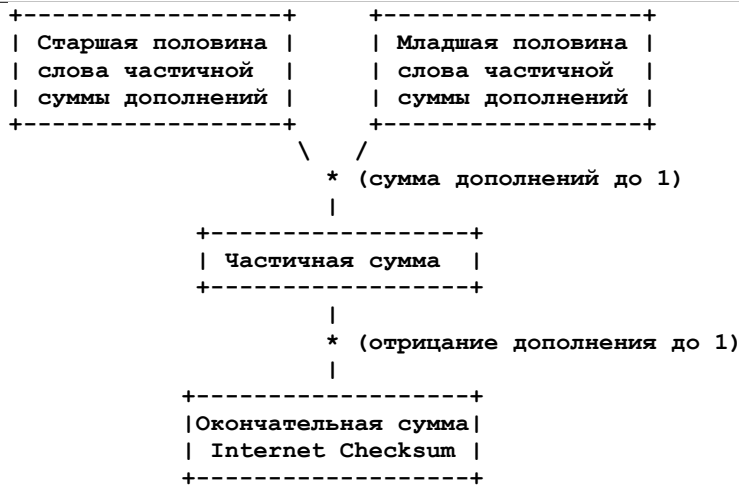 +------------------+ +-----------------+
| Старшая половина | | Младшая половина |
| слова частичной | | слова частичной |
| суммы дополнений | | суммы дополнений |
+------------------+ +-----------------+
\ /
* (сумма дополнений до 1)
|
+------------------+
| Частичная сумма |
+------------------+
|
* (отрицание дополнения до 1)
|
+-------------------+
|Окончательная сумма|
| Internet Checksum |
+-------------------+